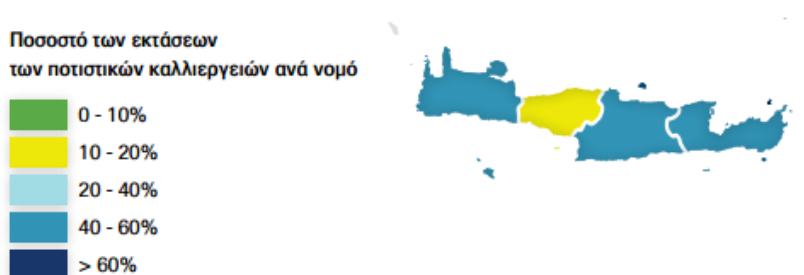 Ποσοστό των εκτάσεων
των ποτιστικών καλλιεργειών ανά νομό
0 - 10%
10 - 20%
20 - 40%
40 - 60%
> 60%